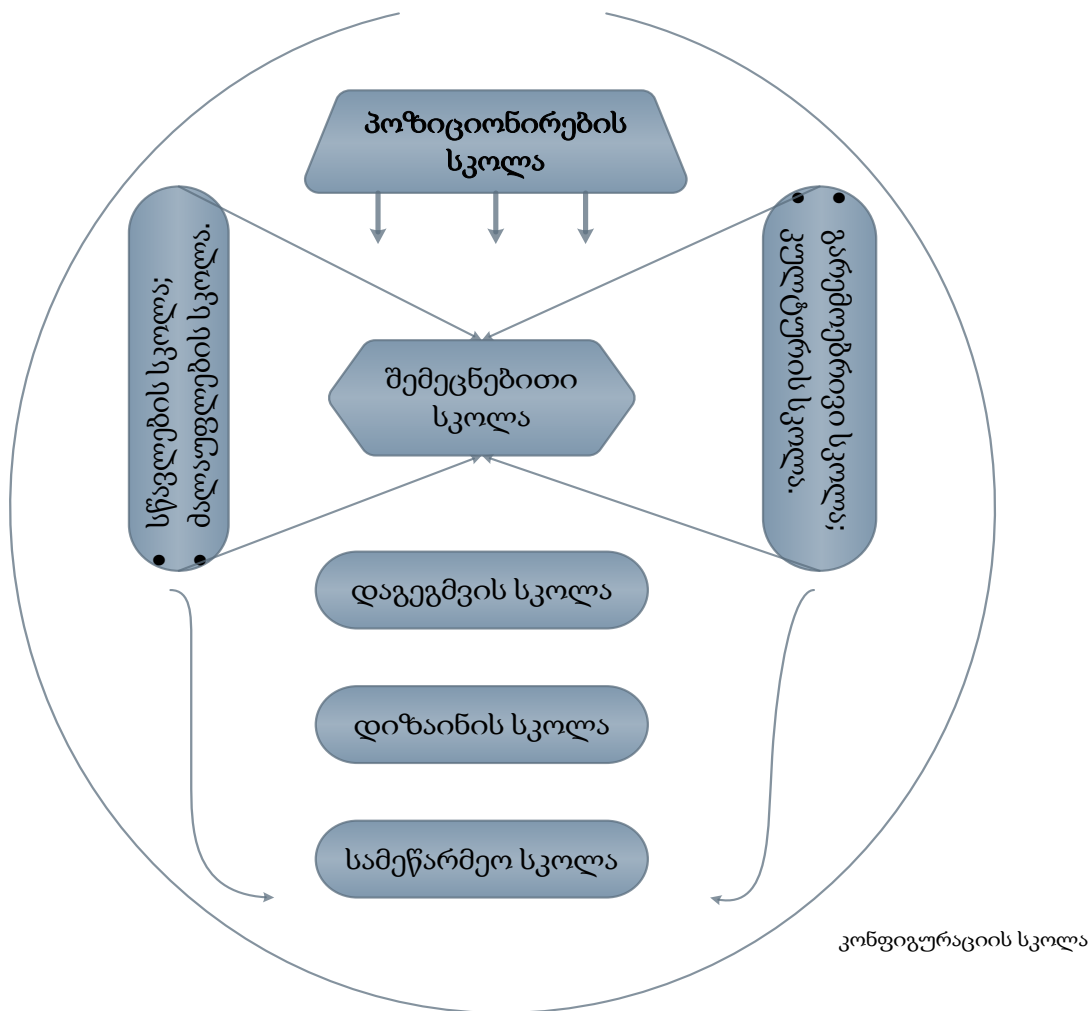 პოზიციონირების
სკოლა
• სწავლების სკოლა;
• ძალაუფლების სკოლა.
• გარემოებრივი სკოლა;
• კულტურის სკოლა.
შემეცნებითი
სკოლა
დაგეგმვის სკოლა
დიზაინის სკოლა
სამეწარმეო სკოლა
კონფიგურაციის სკოლა